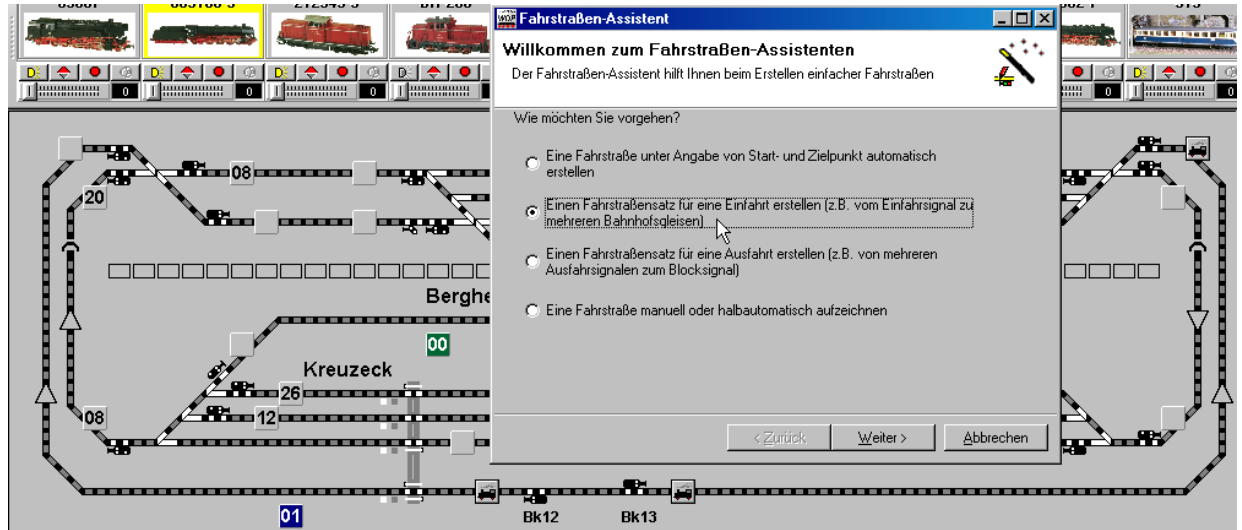 Fahrstraßen-Assistent
Willkommen zum Fahrstraßen-Assistenten
Der Fahrstraßen-Assistent hilft Ihnen beim Erstellen einfacher Fahrstraßen
0
0
0
0
0
Wie möchten Sie vorgehen?
Eine Fahrstraße unter Angabe von Start- und Zielpunkt automatisch
erstellen
08
20
Einen Fahrstraßensatz für eine Einfahrt erstellen (z.B. vom Einfahrsignal zu
mehreren Bahnhofsgleisen)
Einen Fahrstraßensatz für eine Ausfahrt erstellen (z.B. von mehreren
Ausfahrsignalen zum Blocksignal)
Berghe
Eine Fahrstraße manuell oder halbautomatisch aufzeichnen
00
Kreuzeck
26
08
12
< Zurück
Weiter >
Abbrechen
01
Bk12
Bk13